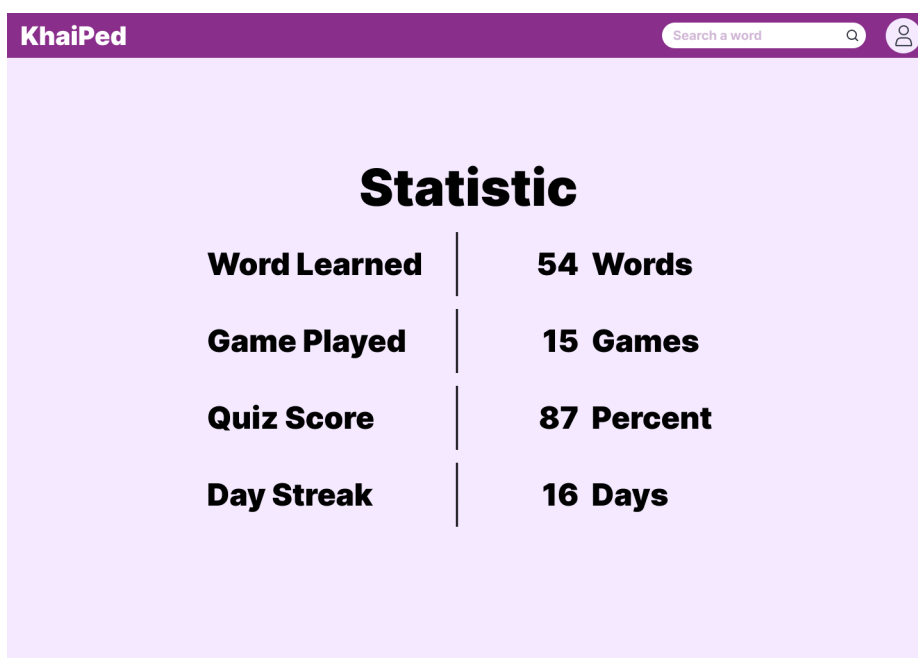 KhaiPed Search a word
Statistic
Word Learned 54 Words
Game Played 15 Games
Quiz Score 87 Percent
Day Streak 16 Days